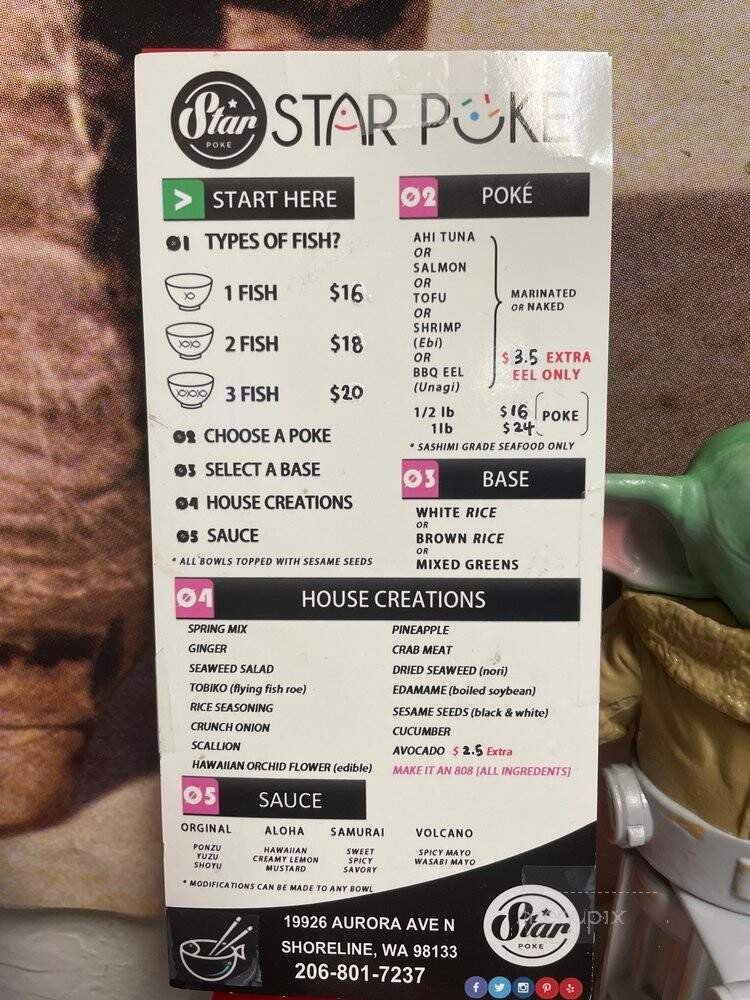 Star
POKE
STAR POKE
> START HERE
01 TYPES OF FISH?
1 FISH $16
2 FISH $18
3 FISH $20
02 CHOOSE A POKE
03 SELECT A BASE
04 HOUSE CREATIONS
05 SAUCE
* ALL BOWLS TOPPED WITH SESAME SEEDS
02 POKÉ
AHI TUNA
OR
SALMON
OR
TOFU
OR
SHRIMP
(Ebi)
OR
BBQ EEL
(Unagi)
MARINATED
OR NAKED
$3.5 EXTRA
EEL ONLY
1/2 lb $16
1lb $24
POKE
* SASHIMI GRADE SEAFOOD ONLY
03 BASE
WHITE RICE
OR
BROWN RICE
OR
MIXED GREENS
04 HOUSE CREATIONS
SPRING MIX
GINGER
SEAWEED SALAD
TOBIKO (flying fish roe)
RICE SEASONING
CRUNCH ONION
SCALLION
HAWAIIAN ORCHID FLOWER (edible)
PINEAPPLE
CRAB MEAT
DRIED SEAWEED (nori)
EDAMAME (boiled soybean)
SESAME SEEDS (black & white)
CUCUMBER
AVOCADO $ 2.5 Extra
MAKE IT AN 808 [ALL INGREDENTS]
05 SAUCE
ORGINAL
PONZU
YUZU
SHOYU
ALOHA
HAWAIIAN
CREAMY LEMON
MUSTARD
SAMURAI
SWEET
SPICY
SAVORY
VOLCANO
SPICY MAYO
WASABI MAYO
* MODIFICATIONS CAN BE MADE TO ANY BOWL
19926 AURORA AVE N
SHORELINE, WA 98133
206-801-7237
Star
POKE